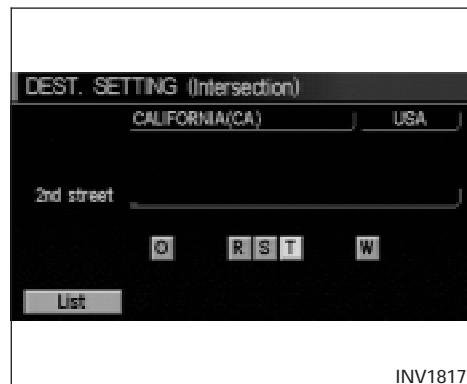 DEST. SETTING (Intersection)
CALIFORNIA(CA) USA
2nd street
O R S T W
List
INV1817